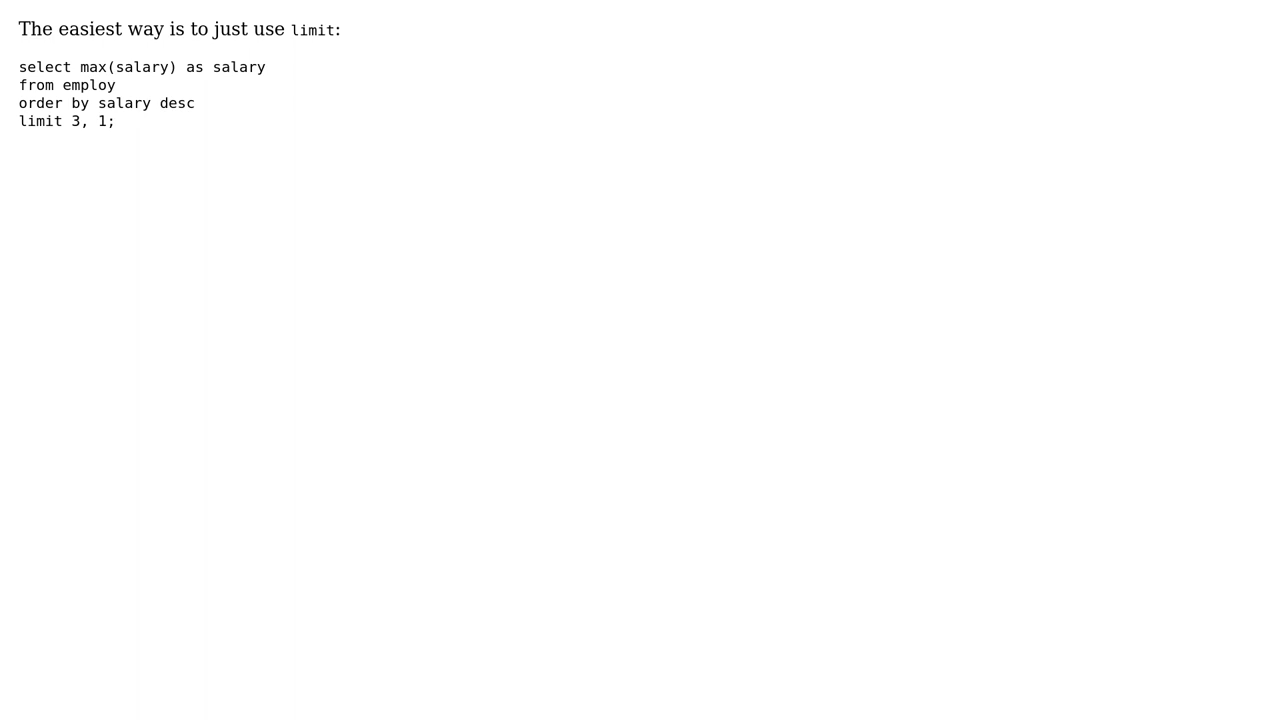 The easiest way is to just use limit:
select max(salary) as salary
from employ
order by salary desc
limit 3, 1;